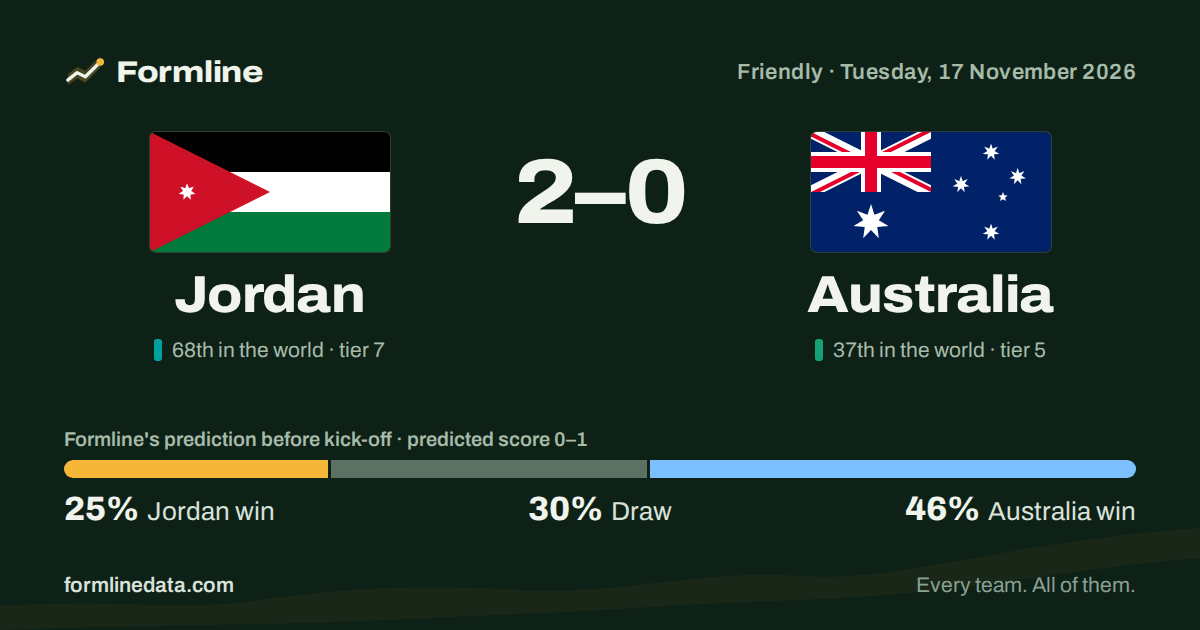 Formline
Friendly · Tuesday, 17 November 2026
2–0
Jordan
Australia
68th in the world · tier 7
37th in the world · tier 5
Formline's prediction before kick-off · predicted score 0–1
25% Jordan win
30% Draw
46% Australia win
formlinedata.com
Every team. All of them.